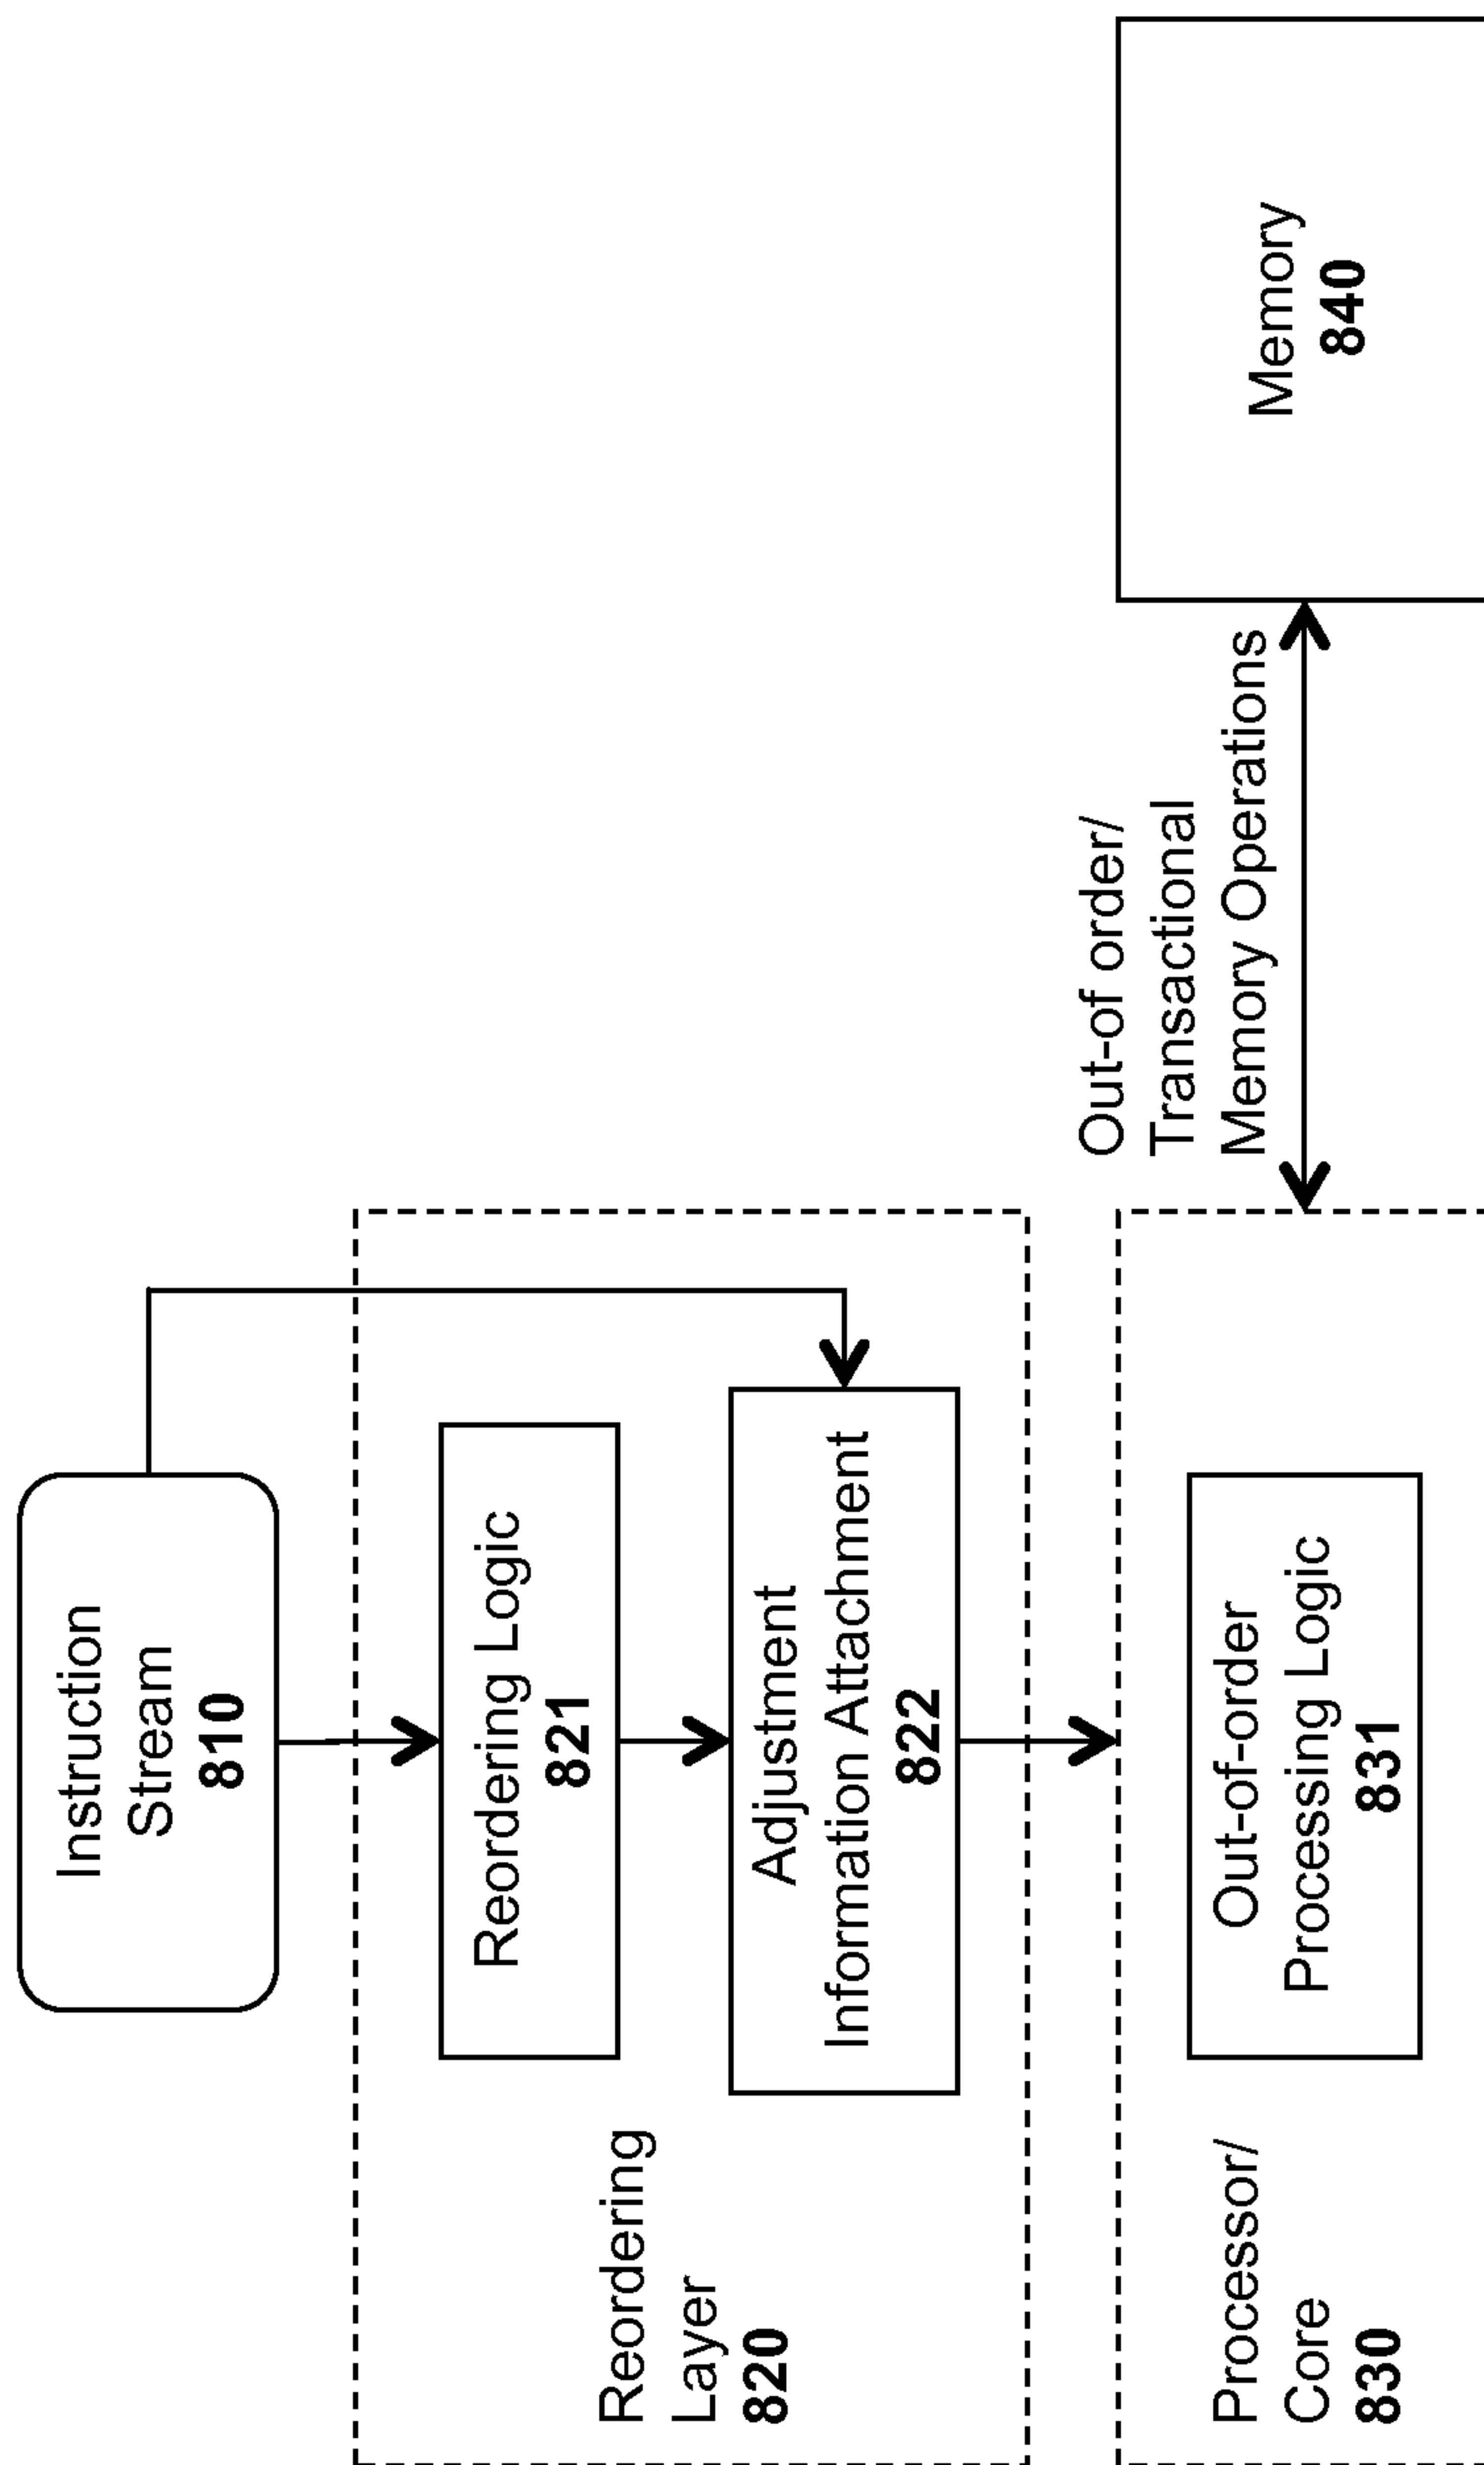 Instruction
Stream
810
Reordering
Layer
820
Reordering Logic
821
Adjustment
Information Attachment
822
Processor/
Core
830
Out-of-order
Processing Logic
831
Out-of order/
Transactional
Memory Operations
Memory
840